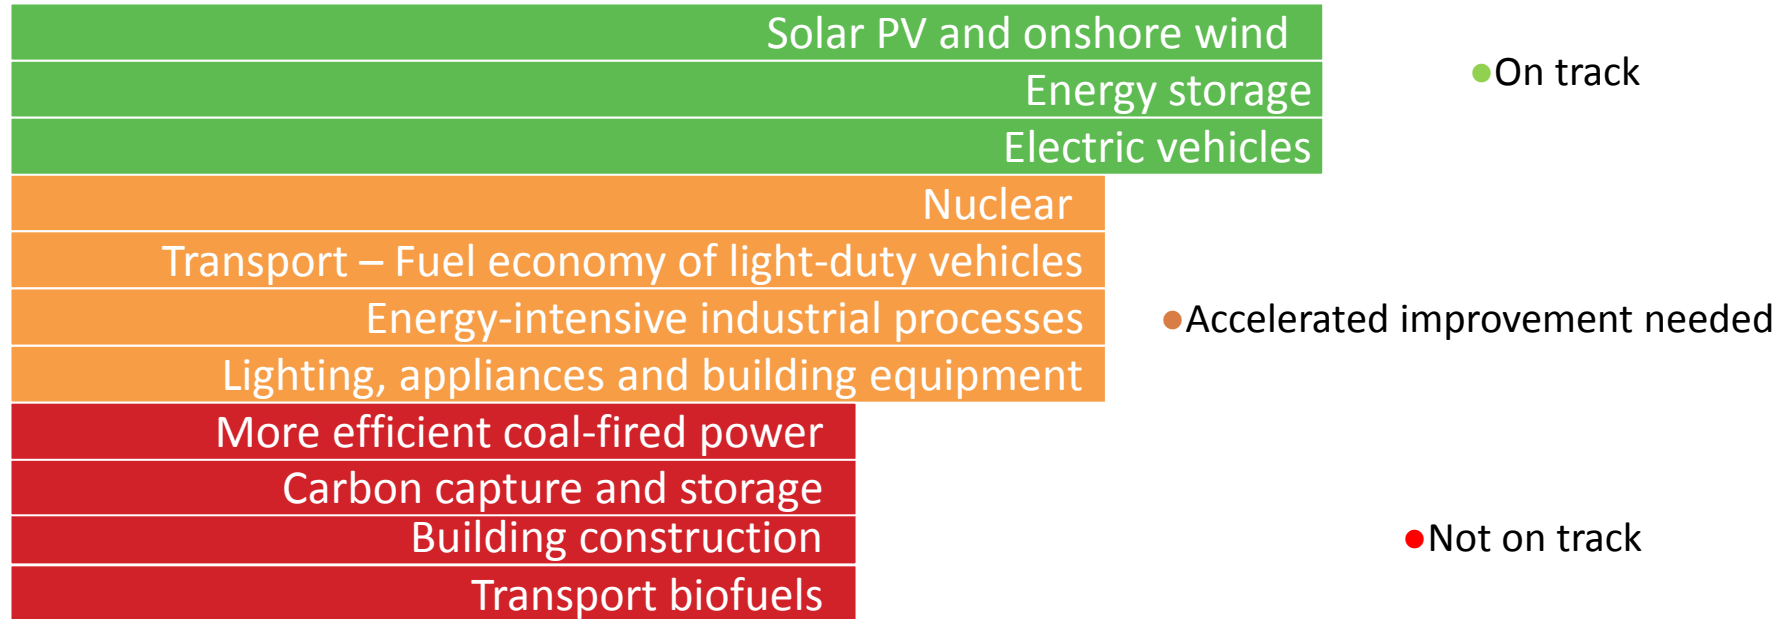 Solar PV and onshore wind
Energy storage
Electric vehicles
●On track
Nuclear
Transport – Fuel economy of light-duty vehicles
Energy-intensive industrial processes
Lighting, appliances and building equipment
●Accelerated improvement needed
More efficient coal-fired power
Carbon capture and storage
Building construction
Transport biofuels
●Not on track